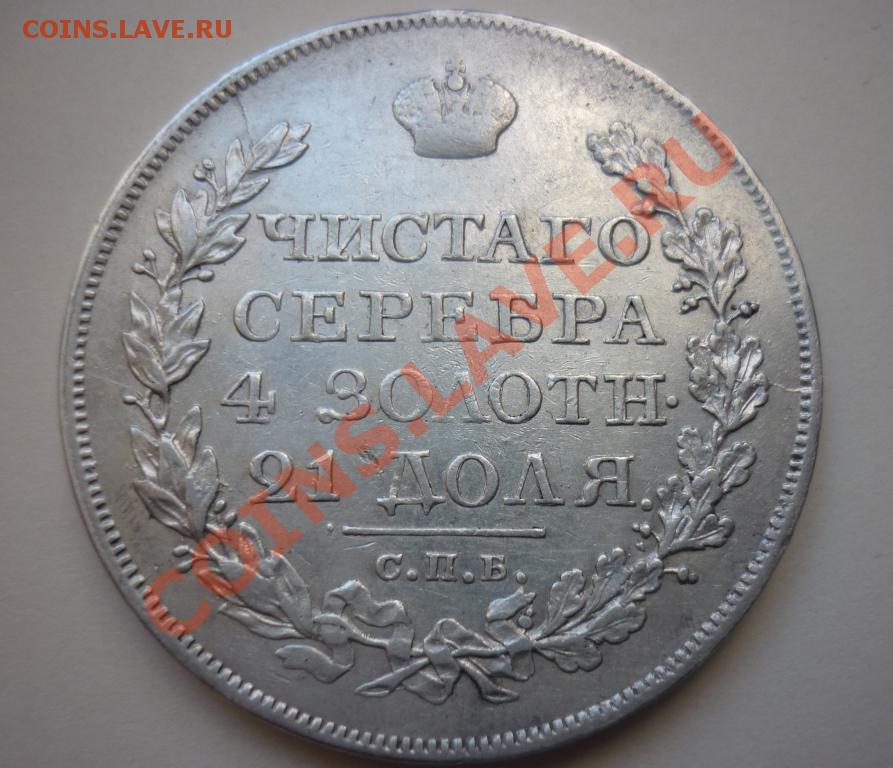 COINS.LAVE.RU
ЧИСТАГО
СЕРЕБРА
4 ЗОЛОТН.
21 ДОЛЯ.
С.П.Б.
COINS.LAVE.RU